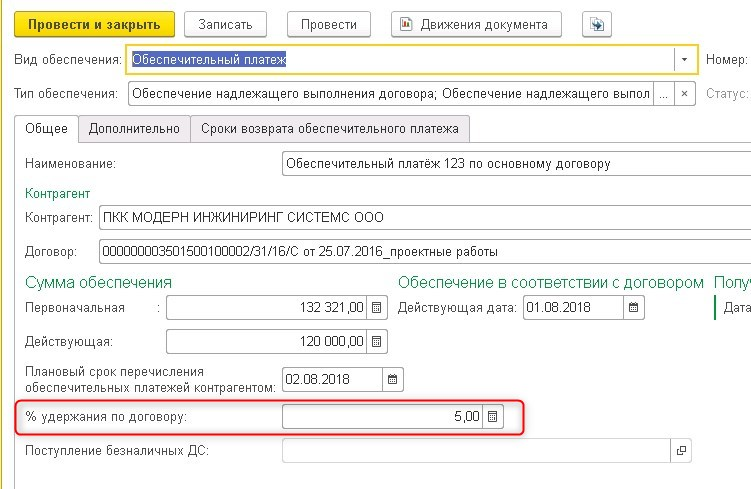 Провести и закрыть Записать Провести Движения документа
Вид обеспечения: Обеспечительный платеж Номер:
Тип обеспечения: Обеспечение надлежащего выполнения договора; Обеспечение надлежащего выпол ... × Статус:
Общее Дополнительно Сроки возврата обеспечительного платежа
Наименование: Обеспечительный платёж 123 по основному договору
Контрагент
Контрагент: ПКК МОДЕРН ИНЖИНИРИНГ СИСТЕМС ООО
Договор: 000000003501500100002/31/16/С от 25.07.2016_проектные работы
Сумма обеспечения Обеспечение в соответствии с договором Получ
Первоначальная : 132 321,00 Действующая дата: 01.08.2018 Дата
Действующая: 120 000,00
Плановый срок перечисления
обеспечительных платежей контрагентом: 02.08.2018
% удержания по договору: 5,00
Поступление безналичных ДС: